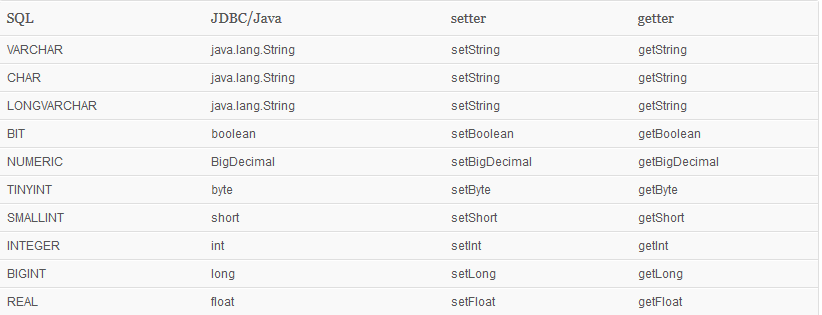 SQL JDBC/Java setter getter
VARCHAR java.lang.String setString getString
CHAR java.lang.String setString getString
LONGVARCHAR java.lang.String setString getString
BIT boolean setBoolean getBoolean
NUMERIC BigDecimal setBigDecimal getBigDecimal
TINYINT byte setByte getByte
SMALLINT short setShort getShort
INTEGER int setInt getInt
BIGINT long setLong getLong
REAL float setFloat getFloat